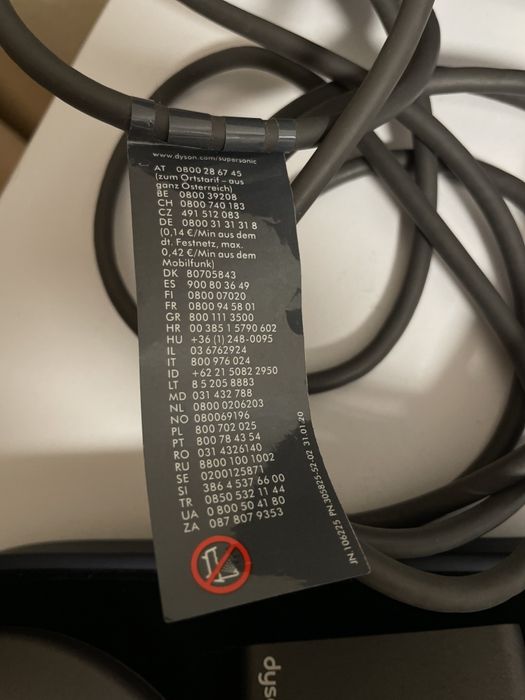 www.dyson.com/supersonic
AT 0800 28 67 45
(zum Ortstarif – aus
ganz Österreich)
BE 0800 39208
CH 0800 740 183
CZ 491 512 083
DE 0800 31 31 31 8
(0,14 €/Min aus dem
dt. Festnetz, max.
0,42 €/Min aus dem
Mobilfunk)
DK 80705843
ES 900 80 36 49
FI 0800 07020
FR 0800 94 58 01
GR 800 111 3500
HR 00 385 1 5790 602
HU +36 (1) 248-0095
IL 03 6762924
IT 800 976 024
ID +62 21 5082 2950
LT 8 5 205 8883
MD 031 432 788
NL 0800 0206203
NO 080069196
PL 800 702 025
PT 800 78 43 54
RO 031 4326140
RU 8800 100 1002
SE 0200125871
SI 386 4 537 66 00
TR 0850 532 11 44
UA 0 800 50 41 80
ZA 087 807 9353
JN.106225 PN.305825.52.02 31.01.20
dys